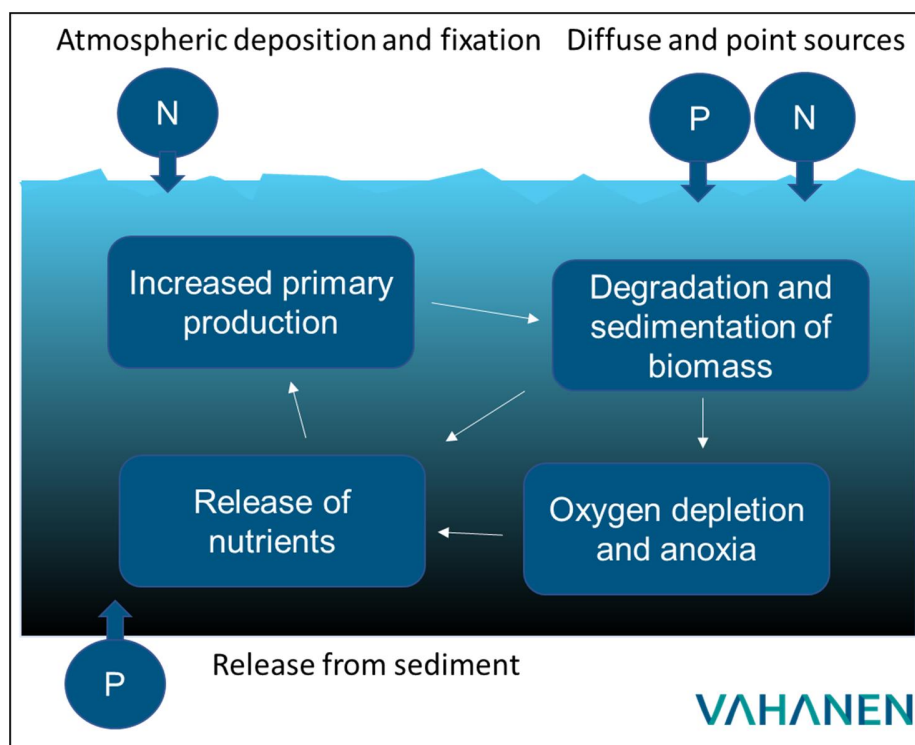 Atmospheric deposition and fixation
Diffuse and point sources
N
P
N
Increased primary
production
Degradation and
sedimentation of
biomass
Release of
nutrients
Oxygen depletion
and anoxia
P
Release from sediment
VAHANEN